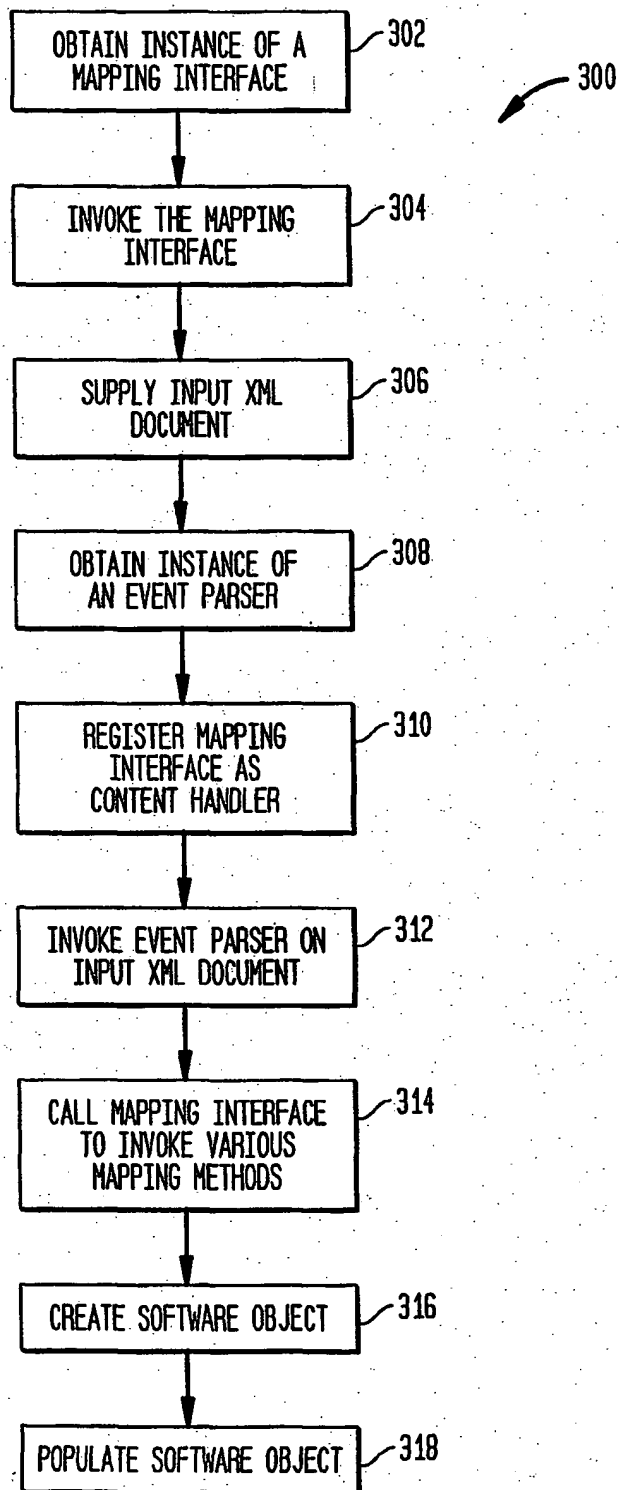 OBTAIN INSTANCE OF A
MAPPING INTERFACE
302
300
INVOKE THE MAPPING
INTERFACE
304
SUPPLY INPUT XML
DOCUMENT
306
OBTAIN INSTANCE OF
AN EVENT PARSER
308
REGISTER MAPPING
INTERFACE AS
CONTENT HANDLER
310
INVOKE EVENT PARSER ON
INPUT XML DOCUMENT
312
CALL MAPPING INTERFACE
TO INVOKE VARIOUS
MAPPING METHODS
314
CREATE SOFTWARE OBJECT
316
POPULATE SOFTWARE OBJECT
318